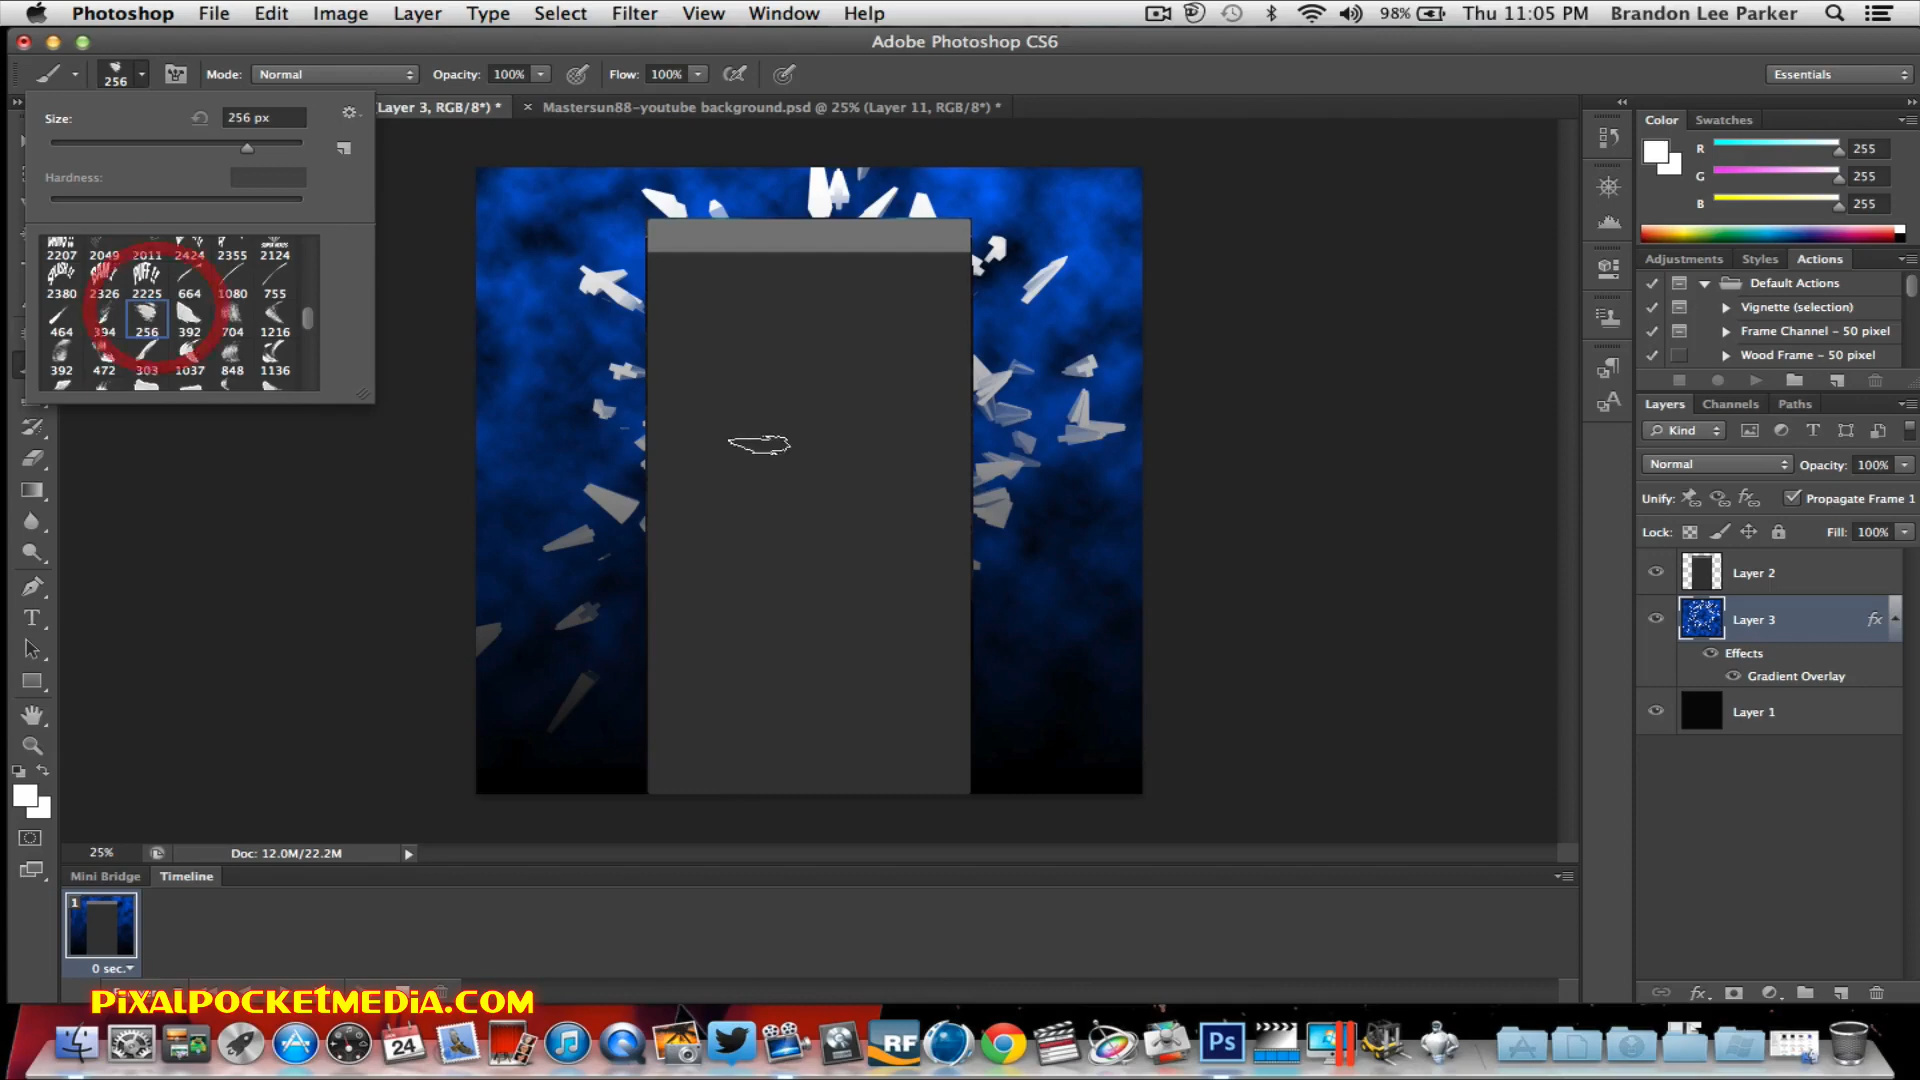 Photoshop File Edit Image Layer Type Select Filter View Window Help 98% Thu 11:05 PM Brandon Lee Parker
Adobe Photoshop CS6
256 Mode: Normal Opacity: 100% Flow: 100% Essentials
Layer 3, RGB/8*) * × Mastersun88-youtube background.psd @ 25% (Layer 11, RGB/8*) *
Size: 256 px
Hardness:
2207 2049 2011 2424 2355 2124
2380 2326 2225 664 1080 755
464 394 256 392 704 1216
392 472 303 1037 848 1136
Color Swatches
R 255
G 255
B 255
Adjustments Styles Actions
Default Actions
Vignette (selection)
Frame Channel - 50 pixel
Wood Frame - 50 pixel
Layers Channels Paths
Kind
Normal Opacity: 100%
Unify: Propagate Frame 1
Lock: Fill: 100%
Layer 2
Layer 3 fx
Effects
Gradient Overlay
Layer 1
25% Doc: 12.0M/22.2M
Mini Bridge Timeline
1
0 sec.
PIXALPOCKETMEDIA.COM
24 RF Ps